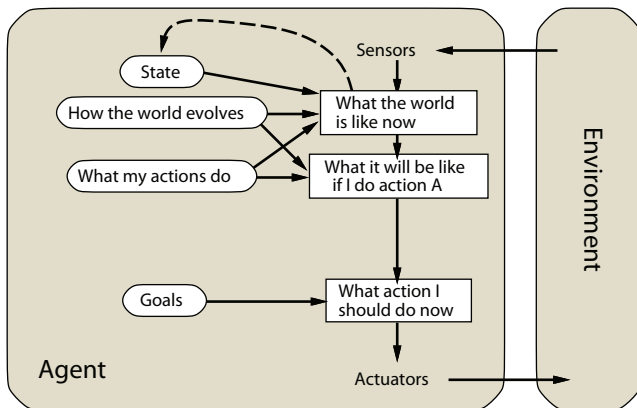 Sensors
State
What the world
is like now
How the world evolves
What it will be like
if I do action A
What my actions do
Environment
What action I
should do now
Goals
Agent
Actuators